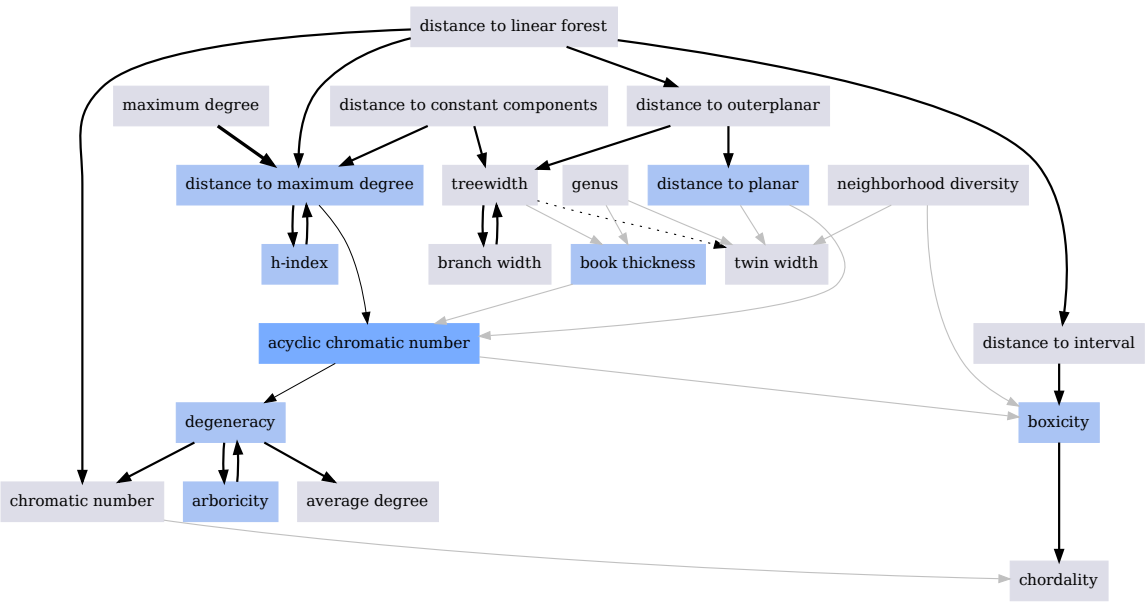 distance to linear forest
maximum degree
distance to constant components
distance to outerplanar
distance to maximum degree
treewidth
genus
distance to planar
neighborhood diversity
h-index
branch width
book thickness
twin width
acyclic chromatic number
distance to interval
degeneracy
boxicity
chromatic number
arboricity
average degree
chordality